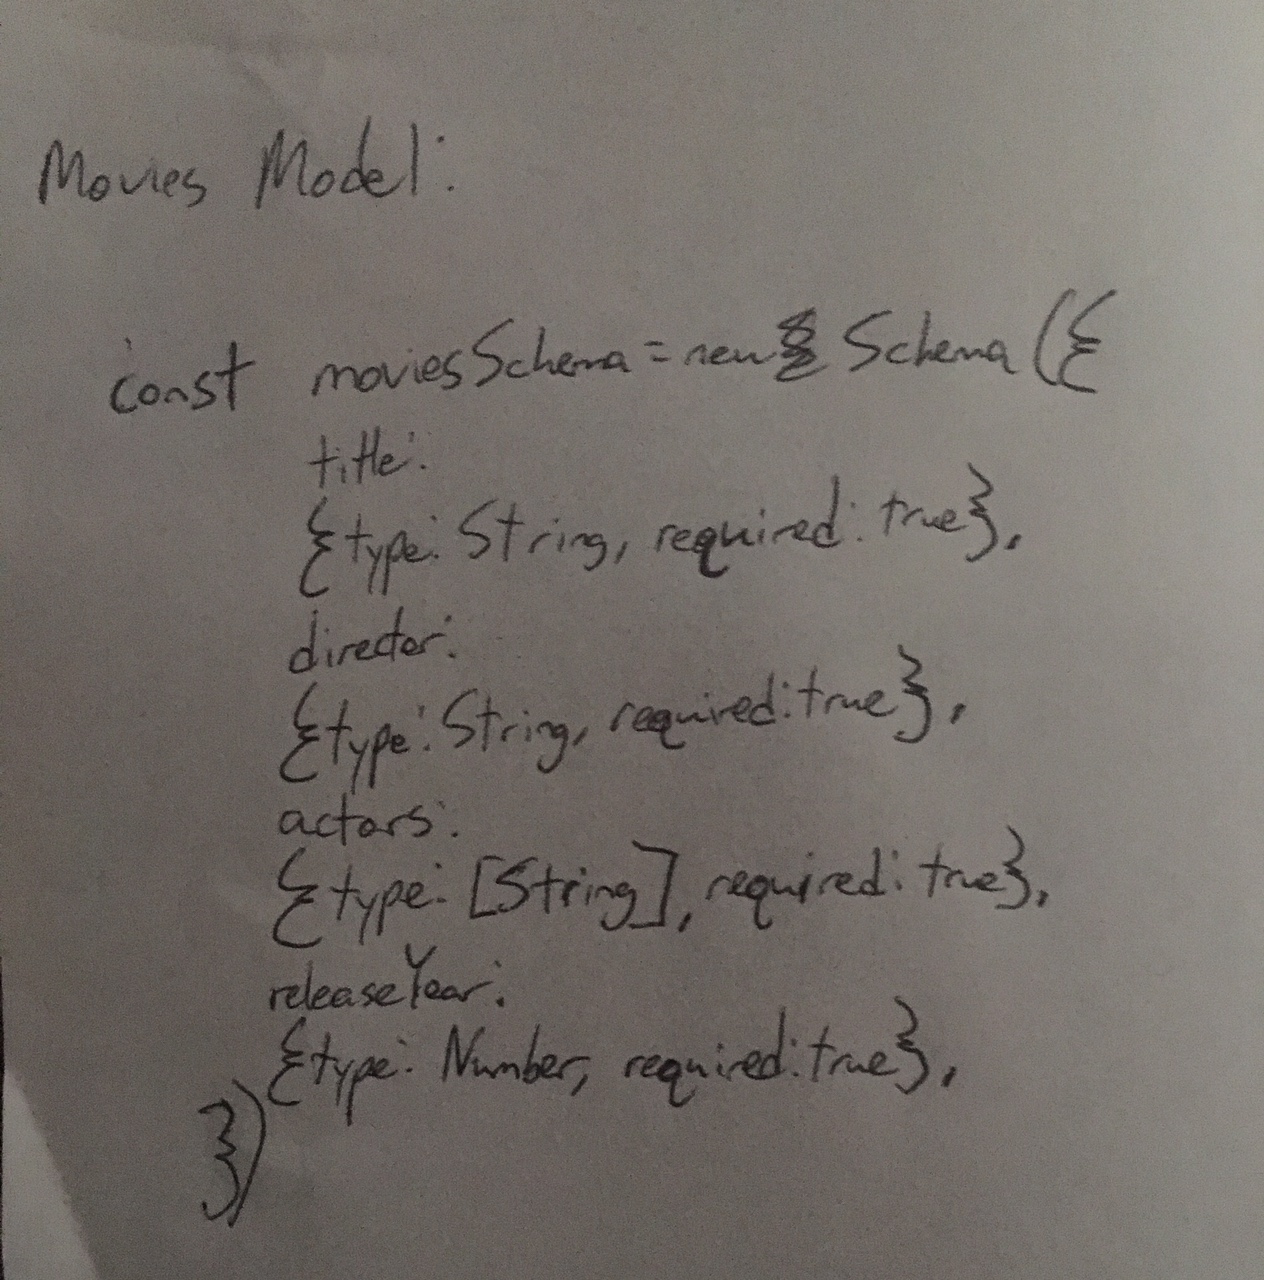 Movies Model:
const moviesSchema = new Schema ({
title:
{type: String, required: true},
director:
{type: String, required: true},
actors:
{type: [String], required: true},
releaseYear:
{type: Number, required: true},
})